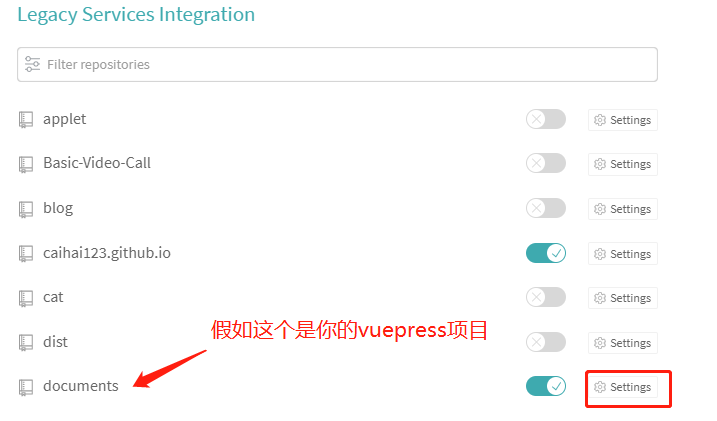 Legacy Services Integration
Filter repositories
applet Settings
Basic-Video-Call Settings
blog Settings
caihai123.github.io Settings
cat Settings
假如这个是你的vuepress项目
dist Settings
documents Settings